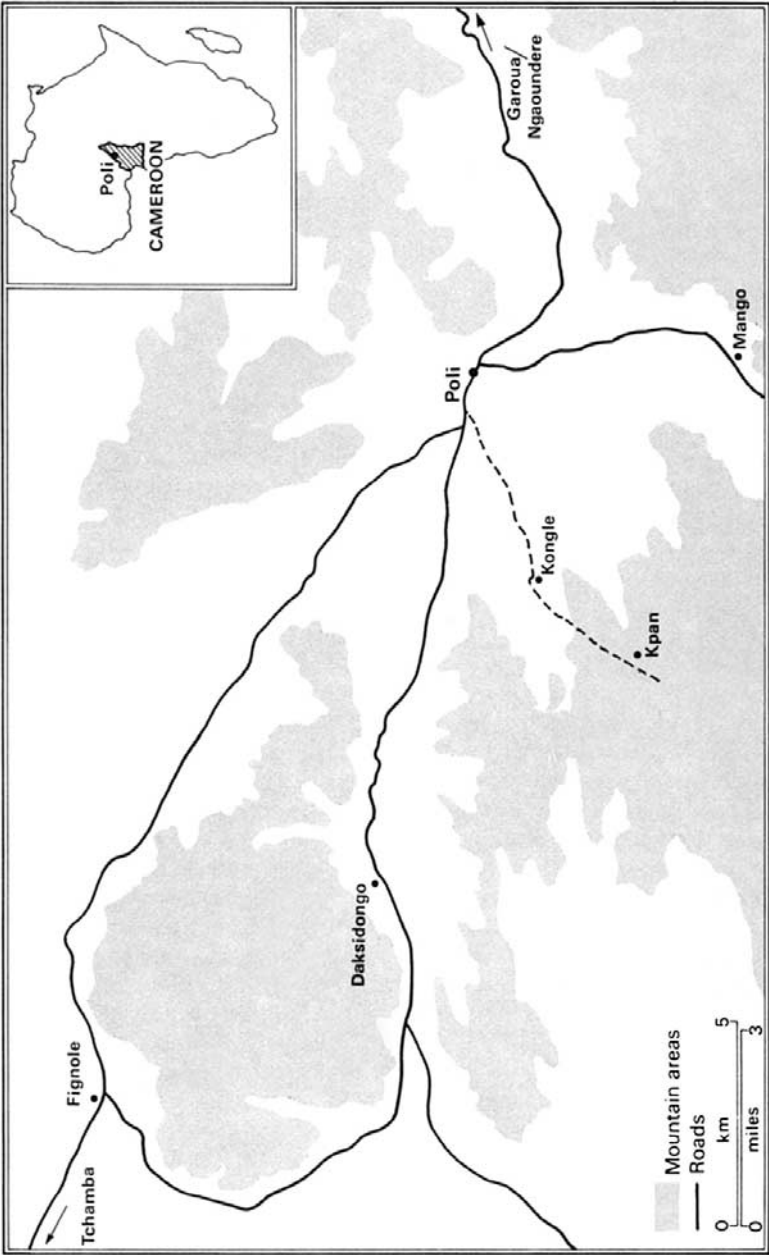 Poli
CAMEROON
Garoua/
Ngaoundere
Tchamba
Fignole
Poli
Mango
Kongle
Kpan
Daksidongo
Mountain areas
Roads
0 km 5
0 miles 3